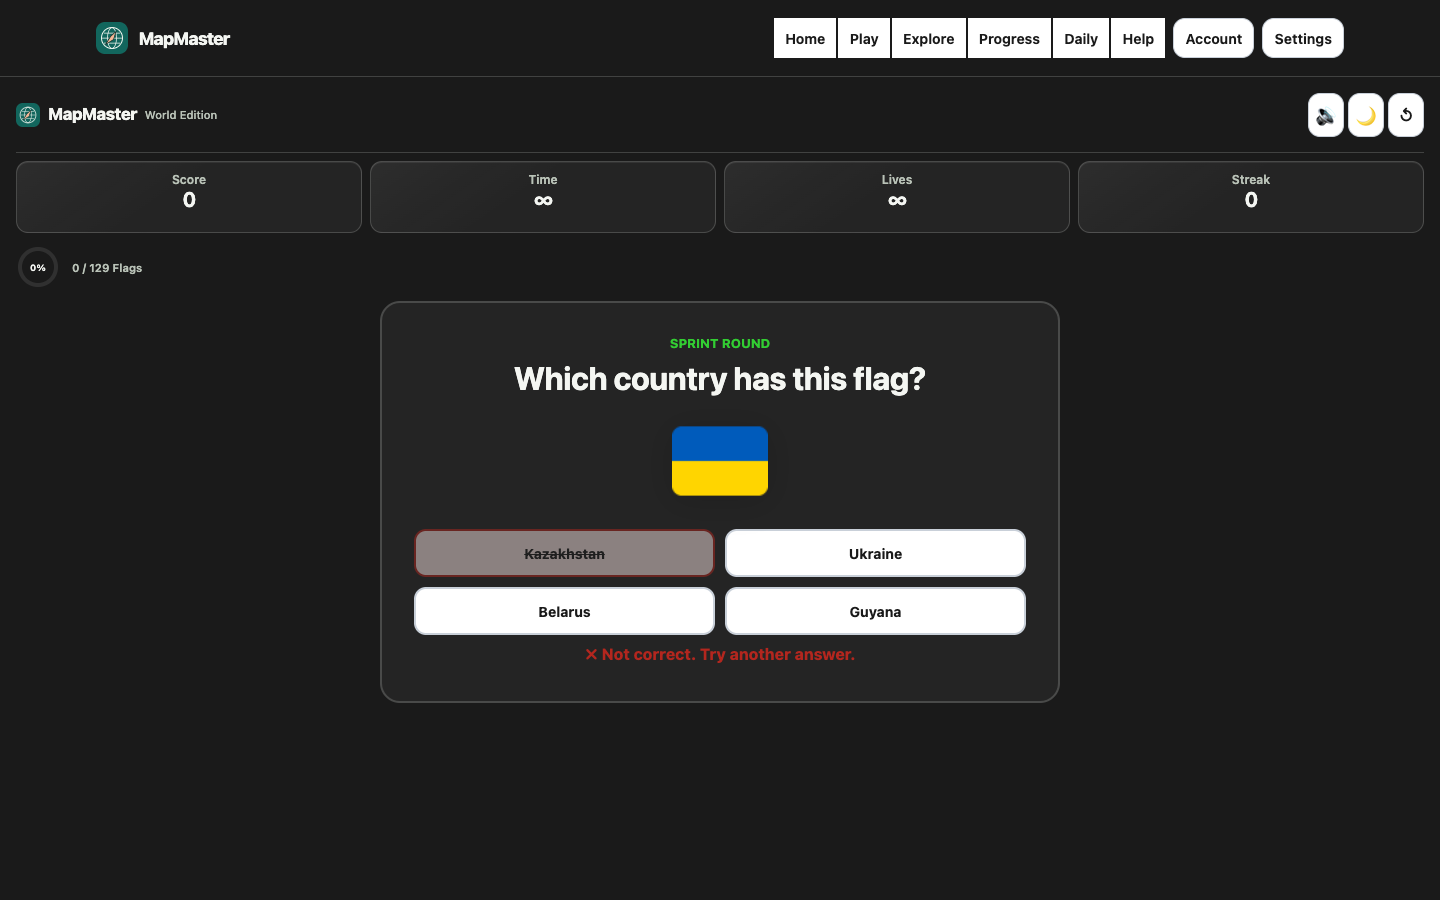 MapMaster
Home Play Explore Progress Daily Help Account Settings
MapMaster World Edition
Score
0
Time
∞
Lives
∞
Streak
0
0%
0 / 129 Flags
SPRINT ROUND
Which country has this flag?
Kazakhstan
Ukraine
Belarus
Guyana
✕ Not correct. Try another answer.